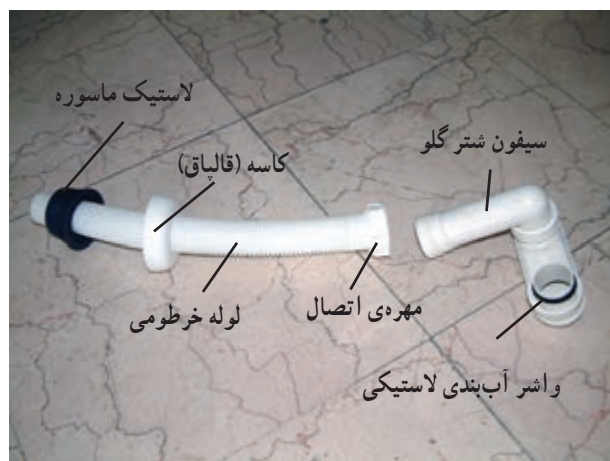 لاستیک ماسوره
کاسه (قالپاق)
سیفون شتر گلو
لوله خرطومی
مهره‌ی اتصال
واشر آب‌بندی لاستیکی